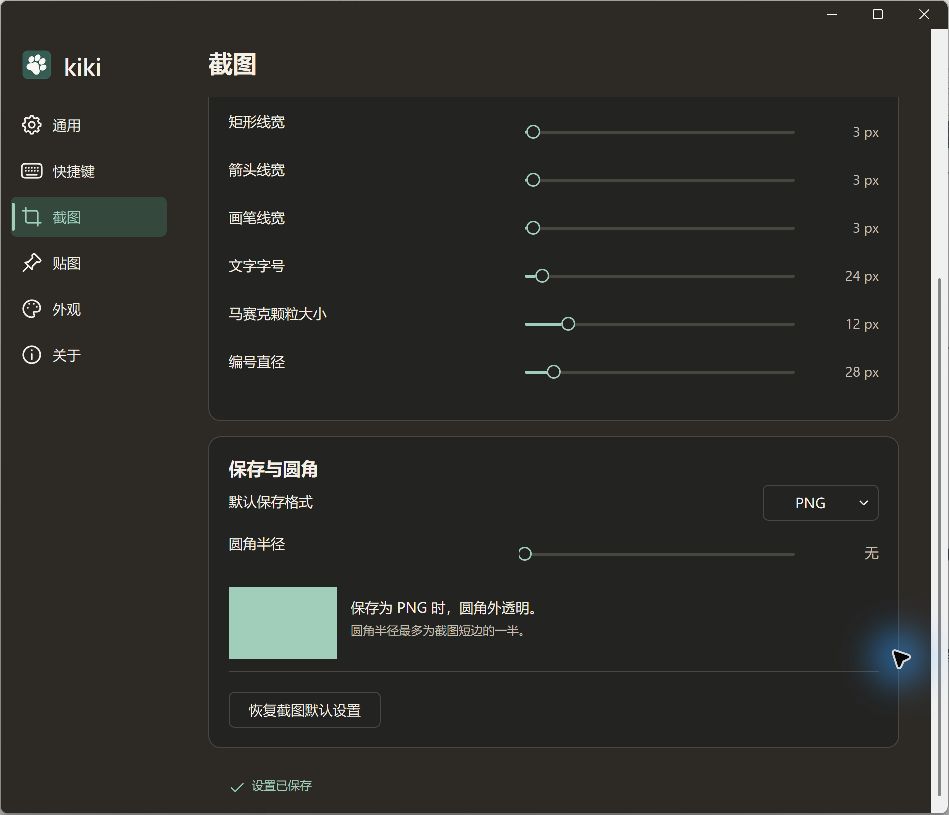 kiki
截图
通用
快捷键
截图
贴图
外观
关于
矩形线宽 3 px
箭头线宽 3 px
画笔线宽 3 px
文字字号 24 px
马赛克颗粒大小 12 px
编号直径 28 px
保存与圆角
默认保存格式 PNG
圆角半径 无
保存为 PNG 时，圆角外透明。
圆角半径最多为截图短边的一半。
恢复截图默认设置
设置已保存